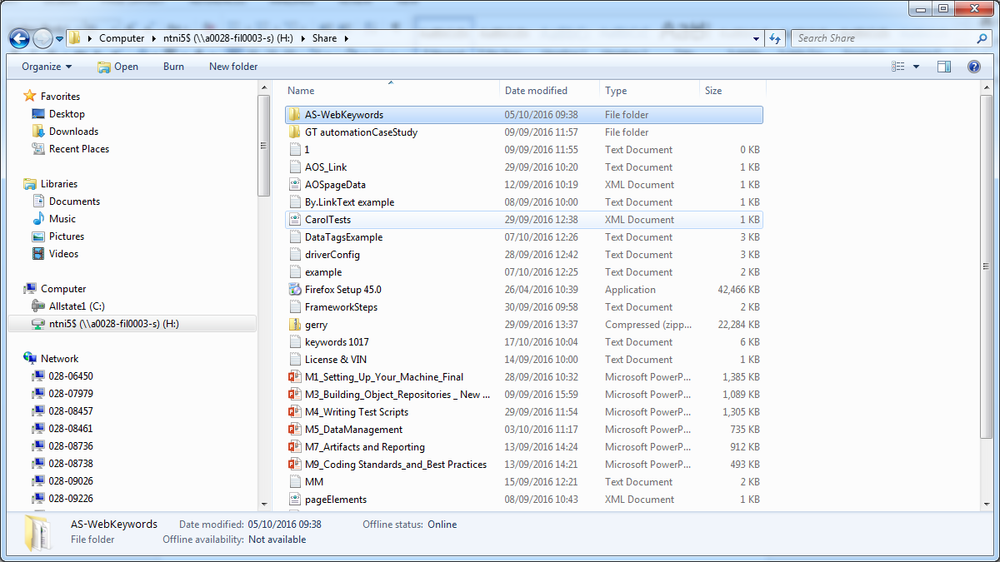 Computer ntni5$ (\\a0028-fil0003-s) (H:) Share Search Share
Organize Open Burn New folder
Favorites
Desktop
Downloads
Recent Places
Libraries
Documents
Music
Pictures
Videos
Computer
Allstate1 (C:)
ntni5$ (\\a0028-fil0003-s) (H:)
Network
028-06450
028-07979
028-08457
028-08461
028-08736
028-08738
028-09026
028-09226
Name Date modified Type Size
AS-WebKeywords 05/10/2016 09:38 File folder
GT automationCaseStudy 09/09/2016 11:57 File folder
1 09/09/2016 11:55 Text Document 0 KB
AOS_Link 29/09/2016 10:20 Text Document 1 KB
AOSpageData 12/09/2016 10:19 XML Document 1 KB
By.LinkText example 08/09/2016 10:00 Text Document 1 KB
CarolTests 29/09/2016 12:38 XML Document 1 KB
DataTagsExample 07/10/2016 12:26 Text Document 3 KB
driverConfig 28/09/2016 12:42 Text Document 3 KB
example 07/10/2016 12:25 Text Document 2 KB
Firefox Setup 45.0 26/04/2016 10:39 Application 42,466 KB
FrameworkSteps 30/09/2016 09:58 Text Document 2 KB
gerry 29/09/2016 13:37 Compressed (zipp... 22,284 KB
keywords 1017 17/10/2016 10:04 Text Document 6 KB
License & VIN 14/09/2016 10:00 Text Document 1 KB
M1_Setting_Up_Your_Machine_Final 28/09/2016 10:32 Microsoft PowerP... 1,385 KB
M3_Building_Object_Repositories _ New ... 09/09/2016 15:59 Microsoft PowerP... 1,089 KB
M4_Writing Test Scripts 29/09/2016 11:54 Microsoft PowerP... 1,305 KB
M5_DataManagement 03/10/2016 11:17 Microsoft PowerP... 735 KB
M7_Artifacts and Reporting 13/09/2016 14:24 Microsoft PowerP... 912 KB
M9_Coding Standards_and_Best Practices 13/09/2016 14:21 Microsoft PowerP... 493 KB
MM 15/09/2016 12:21 Text Document 2 KB
pageElements 08/09/2016 10:43 XML Document 1 KB
AS-WebKeywords Date modified: 05/10/2016 09:38 Offline status: Online
File folder Offline availability: Not available